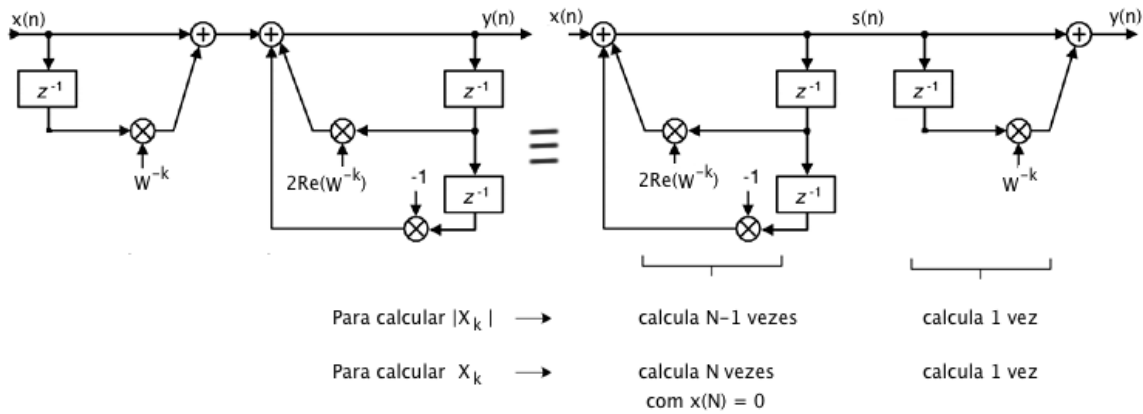 x(n) y(n) x(n) s(n) y(n)
z⁻¹ z⁻¹ z⁻¹ z⁻¹
W⁻ᵏ 2Re(W⁻ᵏ) -1 z⁻¹ 2Re(W⁻ᵏ) -1 z⁻¹ W⁻ᵏ
Para calcular |Xₖ| → calcula N-1 vezes calcula 1 vez
Para calcular Xₖ → calcula N vezes calcula 1 vez
com x(N) = 0